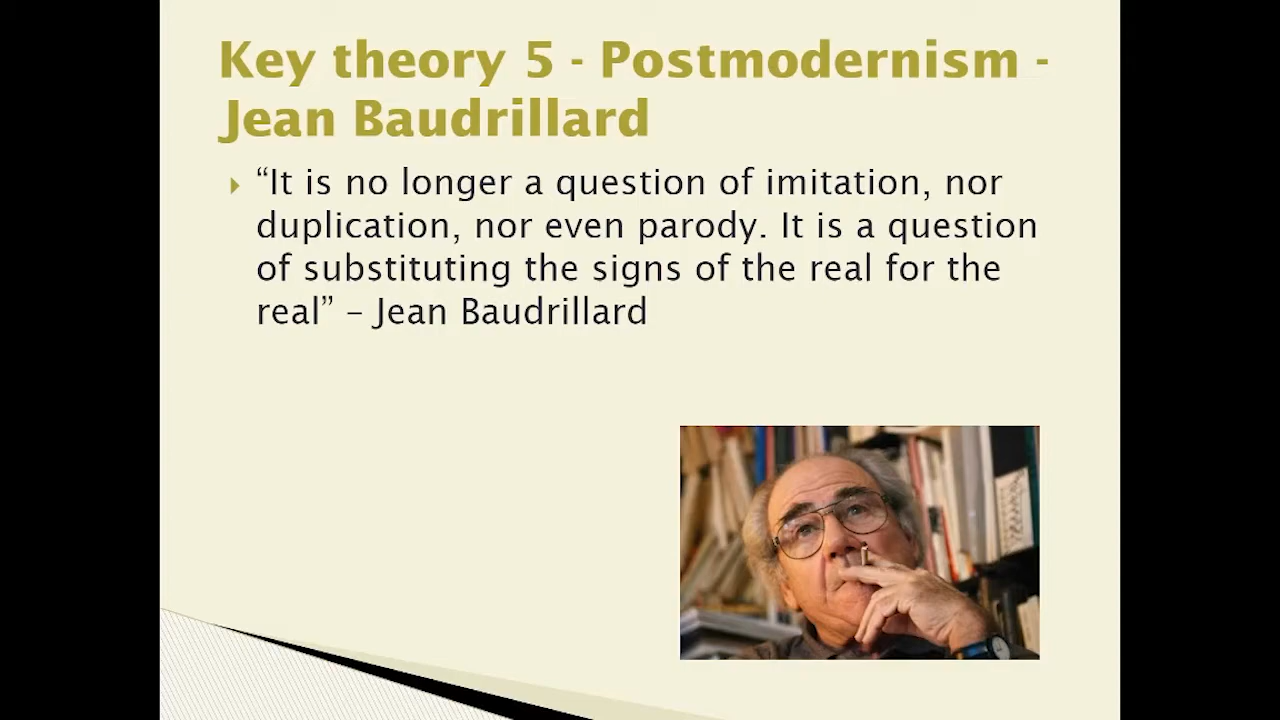 Key theory 5 - Postmodernism -
Jean Baudrillard
“It is no longer a question of imitation, nor
duplication, nor even parody. It is a question
of substituting the signs of the real for the
real” – Jean Baudrillard